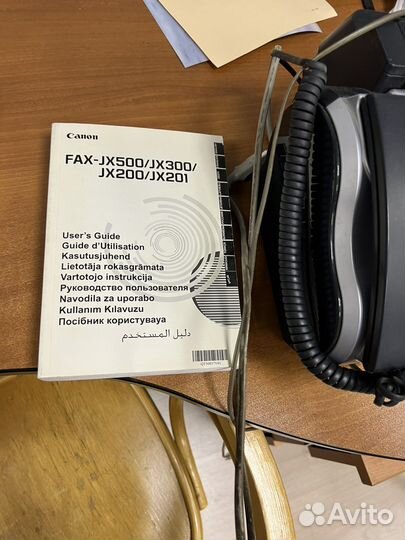 Canon
FAX-JX500/JX300/
JX200/JX201
User's Guide
Guide d'Utilisation
Kasutusjuhend
Lietotāja rokasgrāmata
Vartotojo instrukcija
Руководство пользователя
Navodila za uporabo
Kullanım Kılavuzu
Посібник користувача
دليل المستخدم
Avito